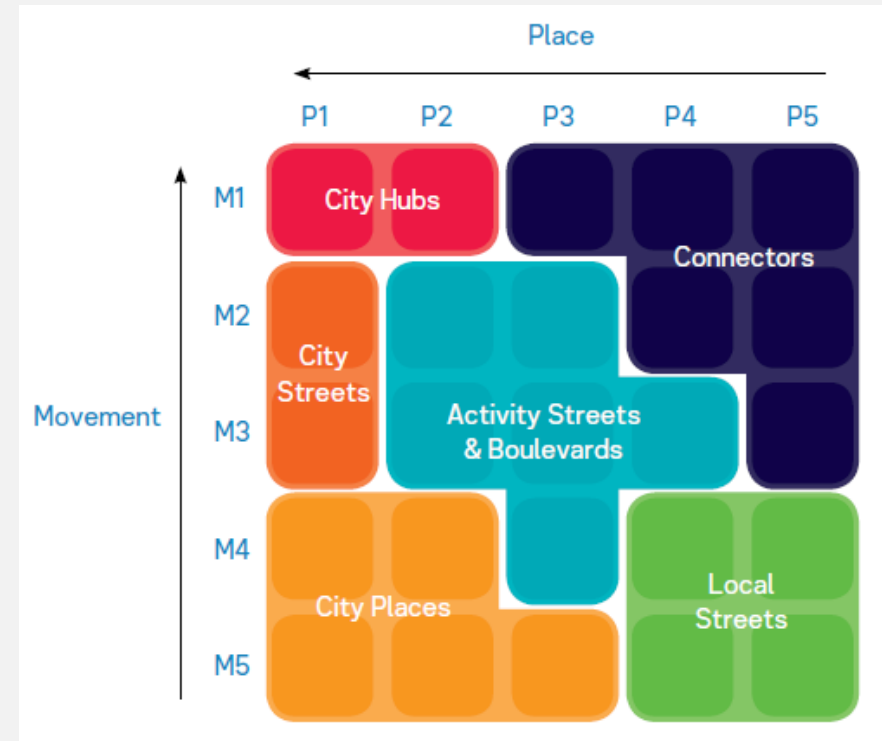 Place
P1 P2 P3 P4 P5
M1
City Hubs
Connectors
M2
City
Streets
Movement
M3
Activity Streets
& Boulevards
M4
City Places
Local
Streets
M5